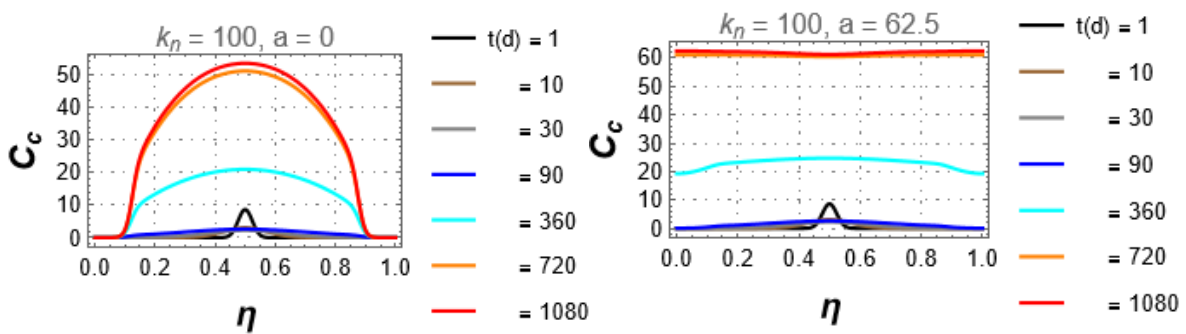 kₙ = 100, a = 0
C_c
50
40
30
20
10
0
0.0 0.2 0.4 0.6 0.8 1.0
η
t(d) = 1
= 10
= 30
= 90
= 360
= 720
= 1080
kₙ = 100, a = 62.5
C_c
60
50
40
30
20
10
0
0.0 0.2 0.4 0.6 0.8 1.0
η
t(d) = 1
= 10
= 30
= 90
= 360
= 720
= 1080